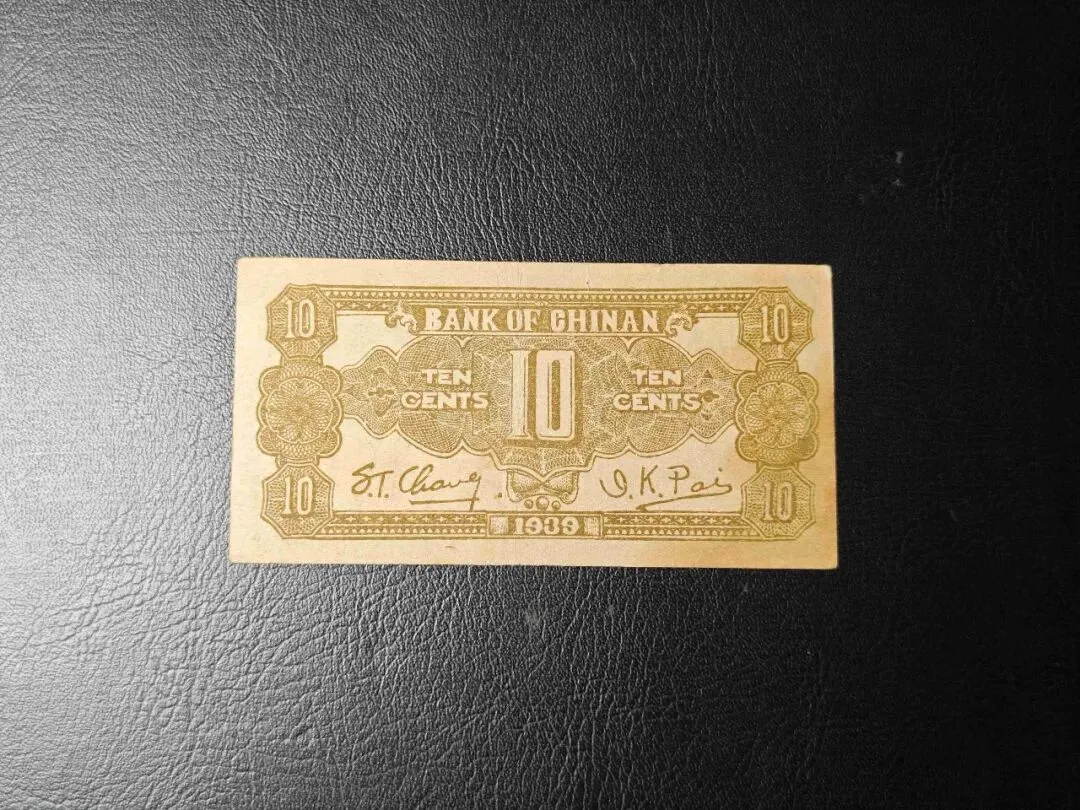 10 BANK OF CHINAN 10
TEN 10 TEN
CENTS CENTS
S.T. Chang. I.K. Pai
10 1939 10